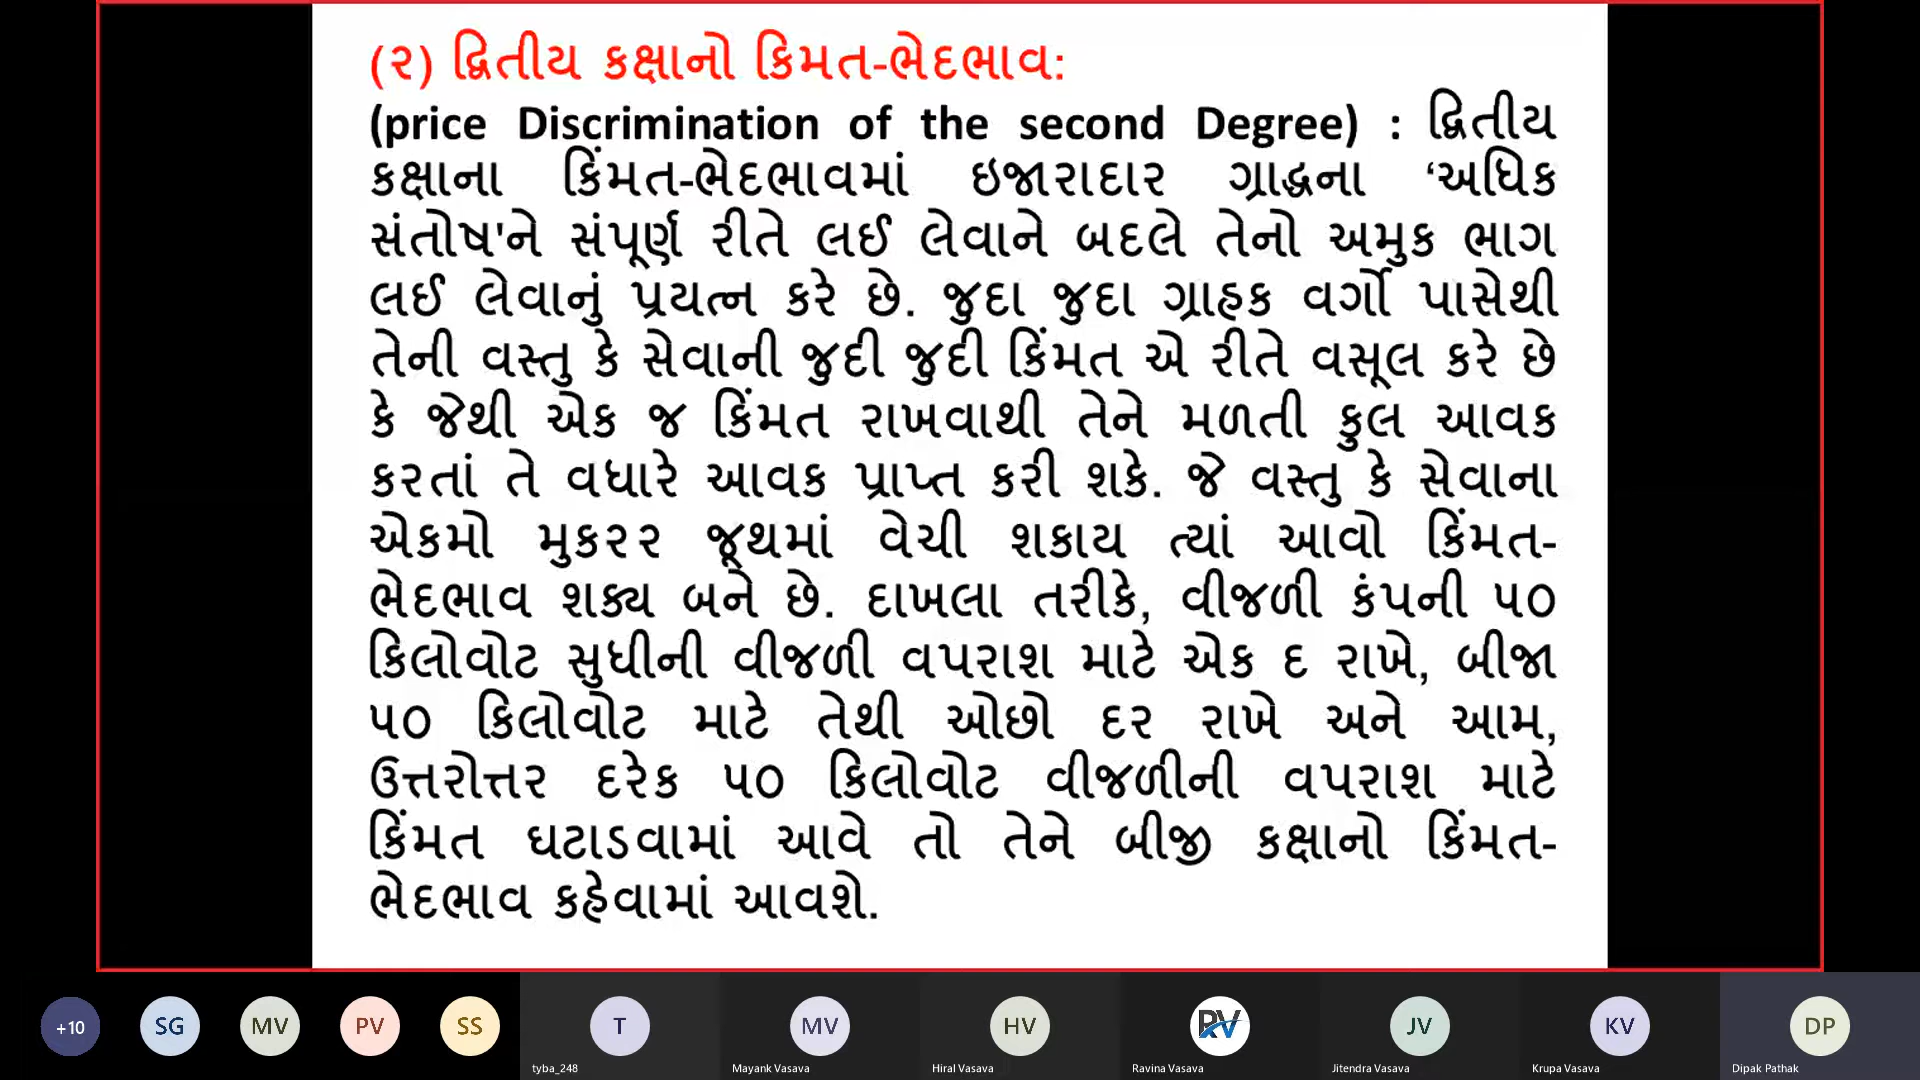 (૨) દ્વિતીય કક્ષાનો કિમત-ભેદભાવ:
(price Discrimination of the second Degree) : દ્વિતીય
કક્ષાના કિંમત-ભેદભાવમાં ઇજારાદાર ગ્રાદ્ધના ‘અધિક
સંતોષ'ને સંપૂર્ણ રીતે લઈ લેવાને બદલે તેનો અમુક ભાગ
લઈ લેવાનું પ્રયત્ન કરે છે. જુદા જુદા ગ્રાહક વર્ગો પાસેથી
તેની વસ્તુ કે સેવાની જુદી જુદી કિંમત એ રીતે વસૂલ કરે છે
કે જેથી એક જ કિંમત રાખવાથી તેને મળતી કુલ આવક
કરતાં તે વધારે આવક પ્રાપ્ત કરી શકે. જે વસ્તુ કે સેવાના
એકમો મુકરર જૂથમાં વેચી શકાય ત્યાં આવો કિંમત-
ભેદભાવ શક્ય બને છે. દાખલા તરીકે, વીજળી કંપની ૫૦
કિલોવોટ સુધીની વીજળી વપરાશ માટે એક દ રાખે, બીજા
૫૦ કિલોવોટ માટે તેથી ઓછો દર રાખે અને આમ,
ઉત્તરોત્તર દરેક ૫૦ કિલોવોટ વીજળીની વપરાશ માટે
કિંમત ઘટાડવામાં આવે તો તેને બીજી કક્ષાનો કિંમત-
ભેદભાવ કહેવામાં આવશે.
+10 SG MV PV SS T MV HV RV JV KV DP
tyba_248 Mayank Vasava Hiral Vasava Ravina Vasava Jitendra Vasava Krupa Vasava Dipak Pathak